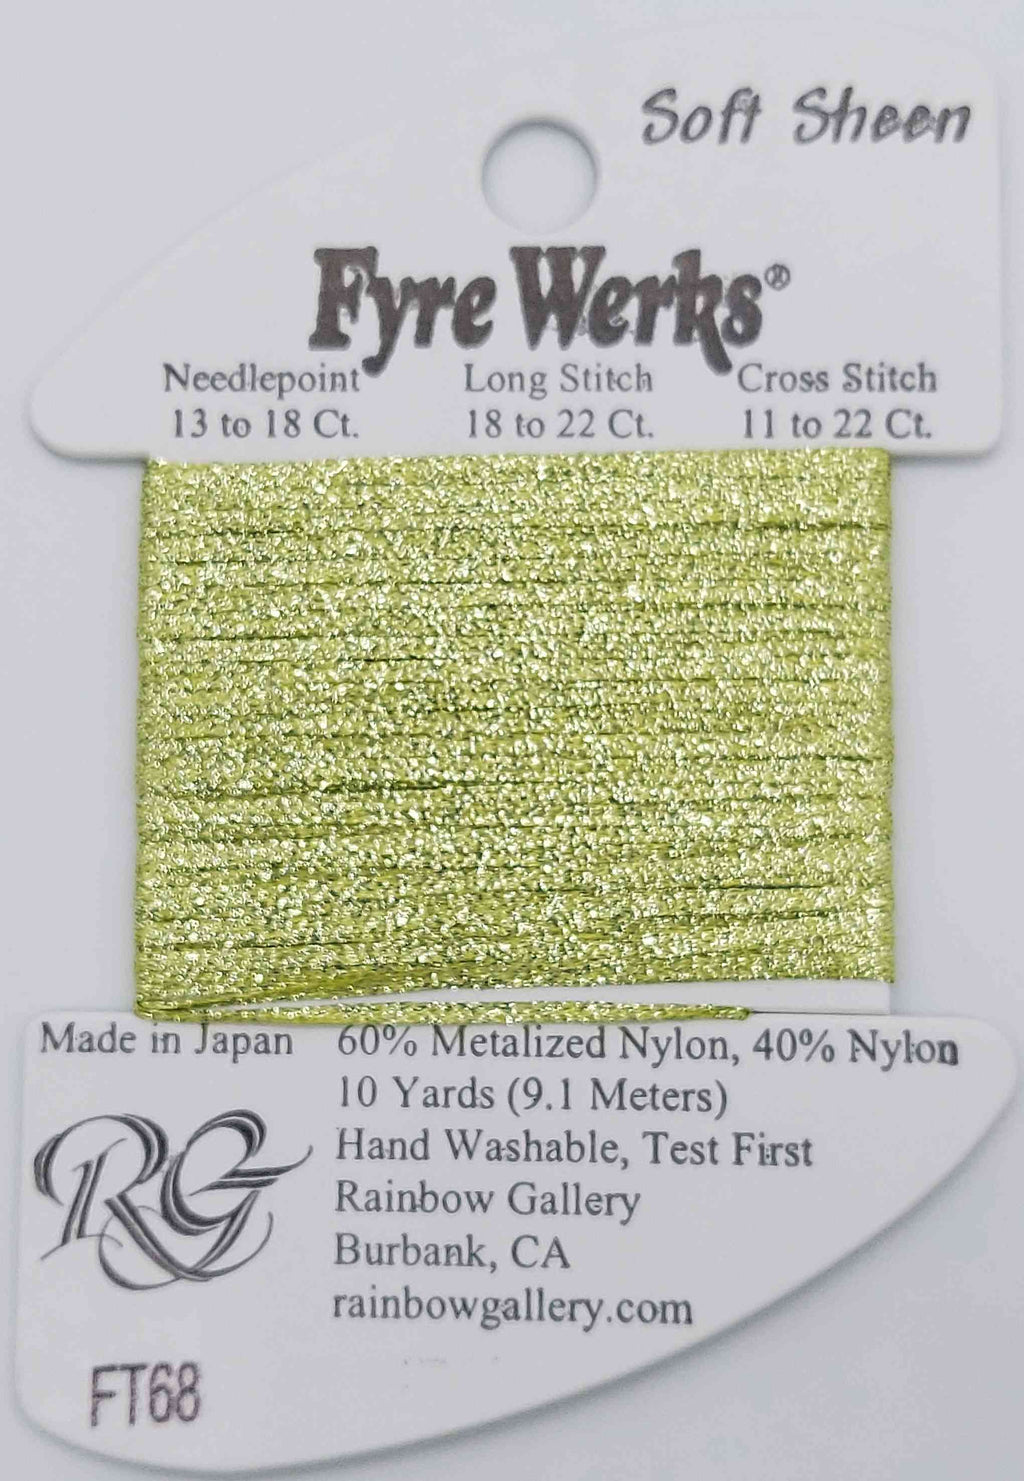 Soft Sheen
Fyre Werks®
Needlepoint Long Stitch Cross Stitch
13 to 18 Ct. 18 to 22 Ct. 11 to 22 Ct.
Made in Japan 60% Metalized Nylon, 40% Nylon
10 Yards (9.1 Meters)
Hand Washable, Test First
Rainbow Gallery
Burbank, CA
rainbowgallery.com
RG
FT68